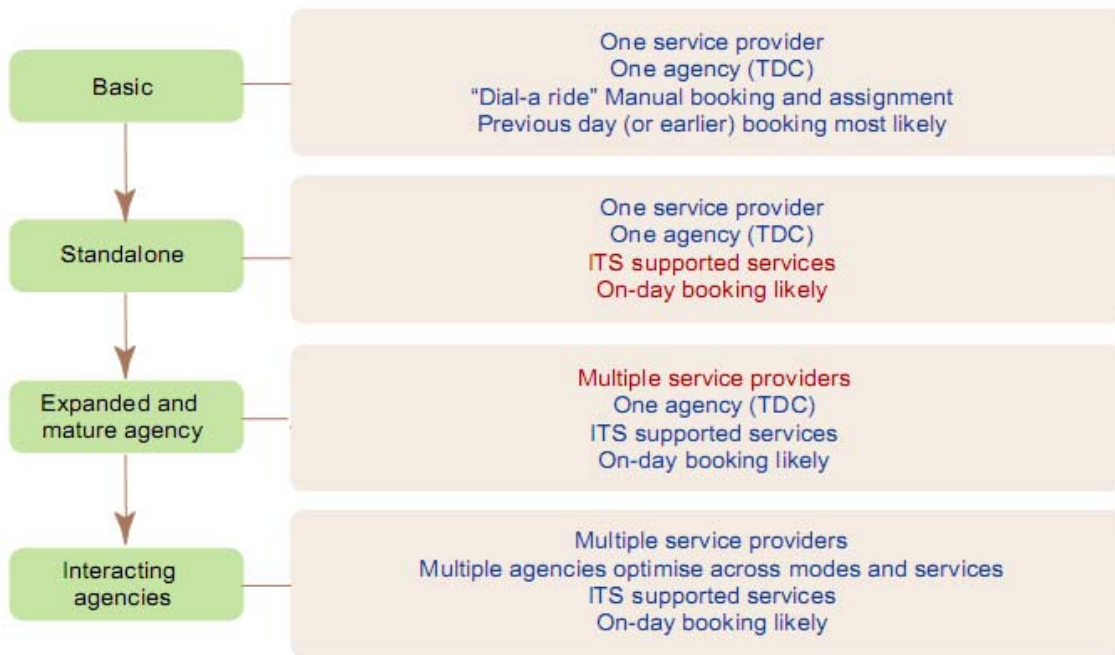 Basic
One service provider
One agency (TDC)
“Dial-a ride” Manual booking and assignment
Previous day (or earlier) booking most likely
Standalone
One service provider
One agency (TDC)
ITS supported services
On-day booking likely
Expanded and
mature agency
Multiple service providers
One agency (TDC)
ITS supported services
On-day booking likely
Interacting
agencies
Multiple service providers
Multiple agencies optimise across modes and services
ITS supported services
On-day booking likely